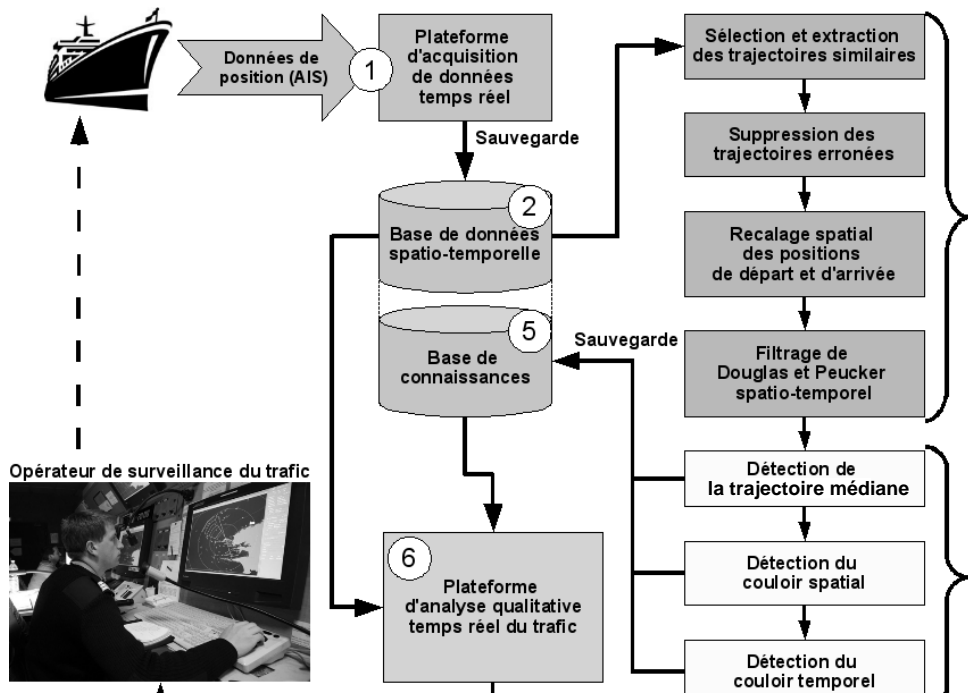 Données de
position (AIS)
1
Plateforme
d'acquisition
de données
temps réel
Sauvegarde
2
Base de données
spatio-temporelle
5
Base de
connaissances
Sauvegarde
6
Plateforme
d'analyse qualitative
temps réel du trafic
Opérateur de surveillance du trafic
Sélection et extraction
des trajectoires similaires
Suppression des
trajectoires erronées
Recalage spatial
des positions
de départ et d'arrivée
Filtrage de
Douglas et Peucker
spatio-temporel
Détection de
la trajectoire médiane
Détection du
couloir spatial
Détection du
couloir temporel